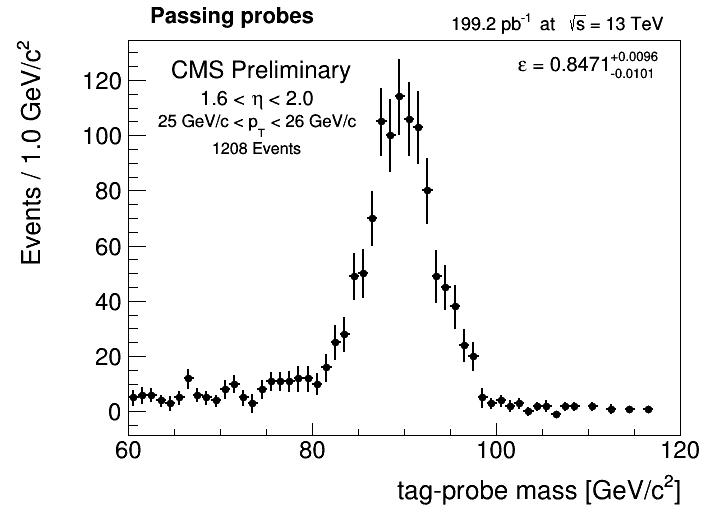 Passing probes
199.2 pb⁻¹ at √s = 13 TeV
CMS Preliminary
1.6 < η < 2.0
25 GeV/c < p_T < 26 GeV/c
1208 Events
ε = 0.8471 +0.0096 -0.0101
Events / 1.0 GeV/c²
120
100
80
60
40
20
0
60 80 100 120
tag-probe mass [GeV/c²]